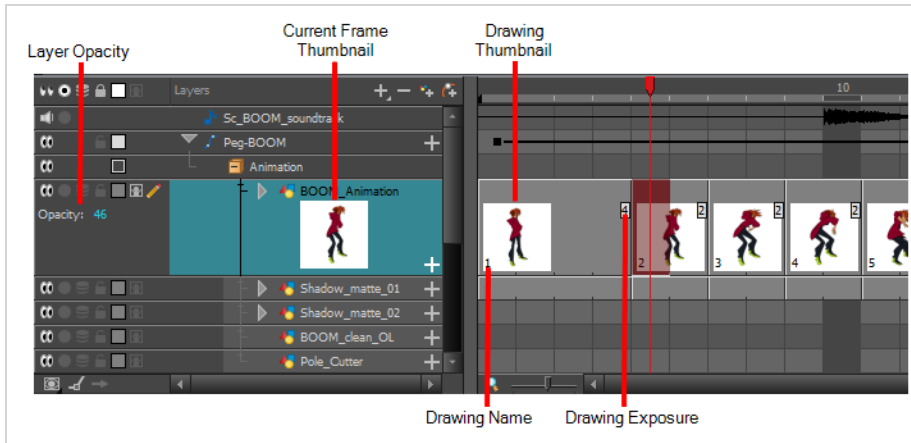 Layer Opacity
Current Frame
Thumbnail
Drawing
Thumbnail
Layers
10
Sc_BOOM_soundtrack
Peg-BOOM
Animation
BOOM_Animation
Opacity: 46
4
2
2
2
1
2
3
4
5
Shadow_matte_01
Shadow_matte_02
BOOM_clean_OL
Pole_Cutter
Drawing Name
Drawing Exposure